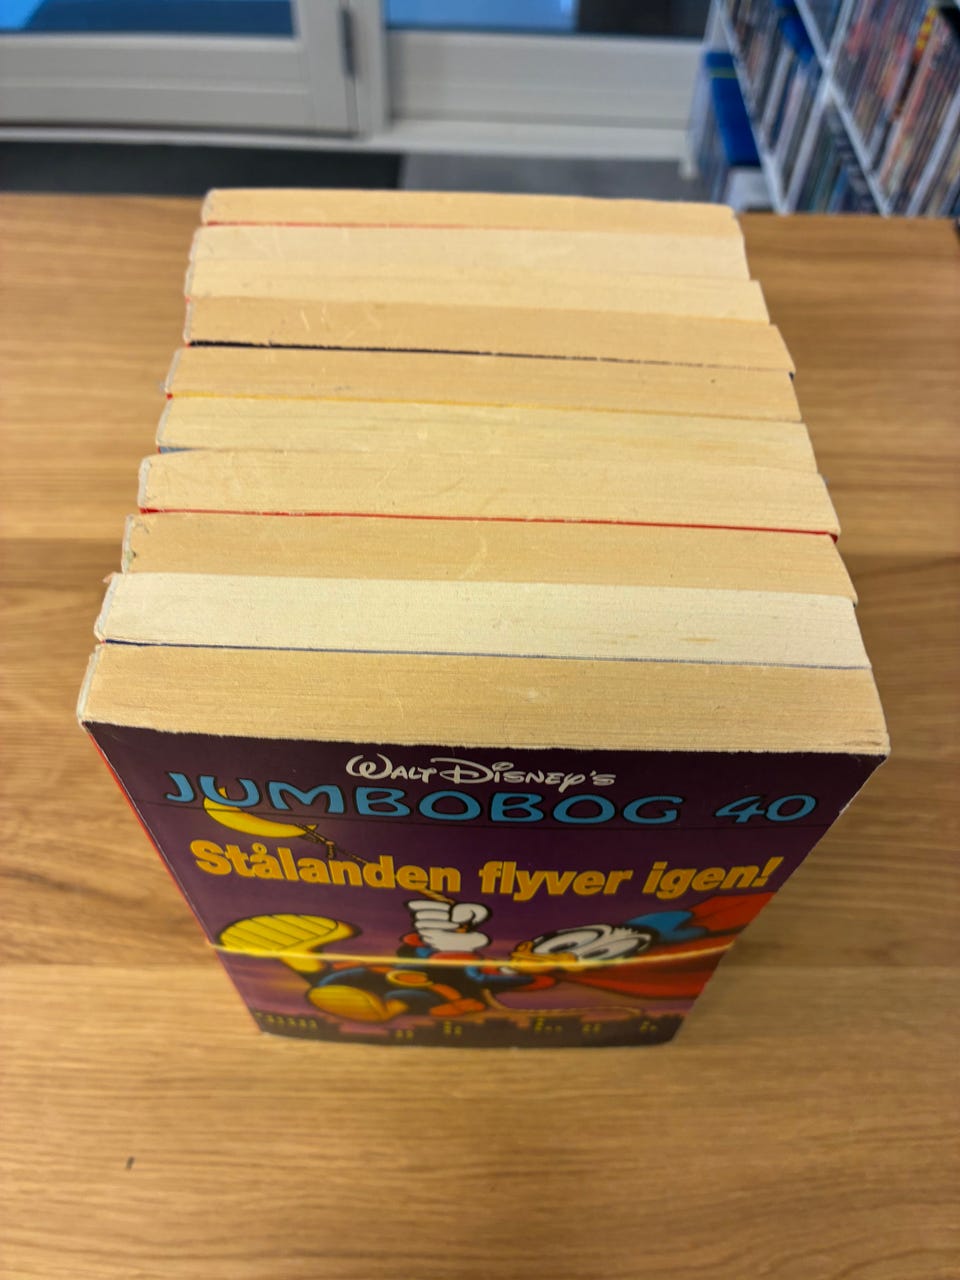 Walt Disney's
JUMBOBOG 40
Stålanden flyver igen!